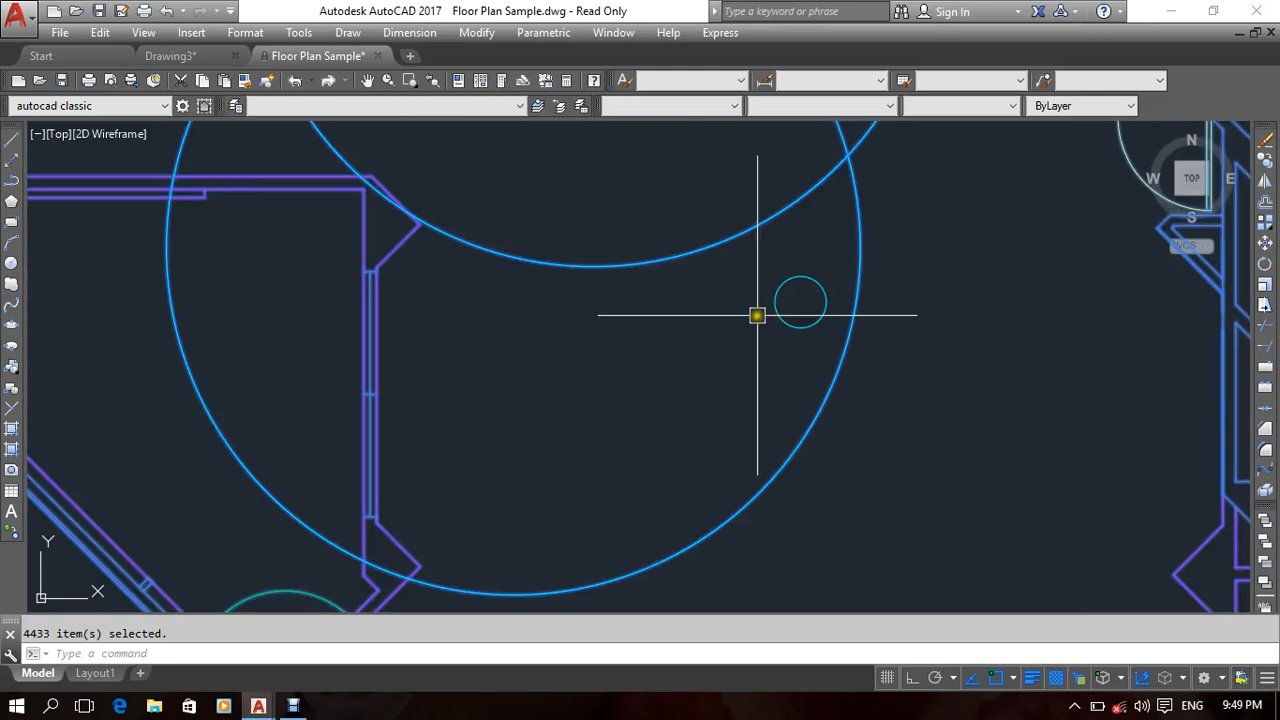 Autodesk AutoCAD 2017   Floor Plan Sample.dwg - Read Only
Type a keyword or phrase
Sign In
File Edit View Insert Format Tools Draw Dimension Modify Parametric Window Help Express
Start Drawing3* Floor Plan Sample*
autocad classic
ByLayer
[−][Top][2D Wireframe]
N
W TOP E
S
WCS
Y
X
4433 item(s) selected.
Type a command
Model Layout1
ENG 9:49 PM